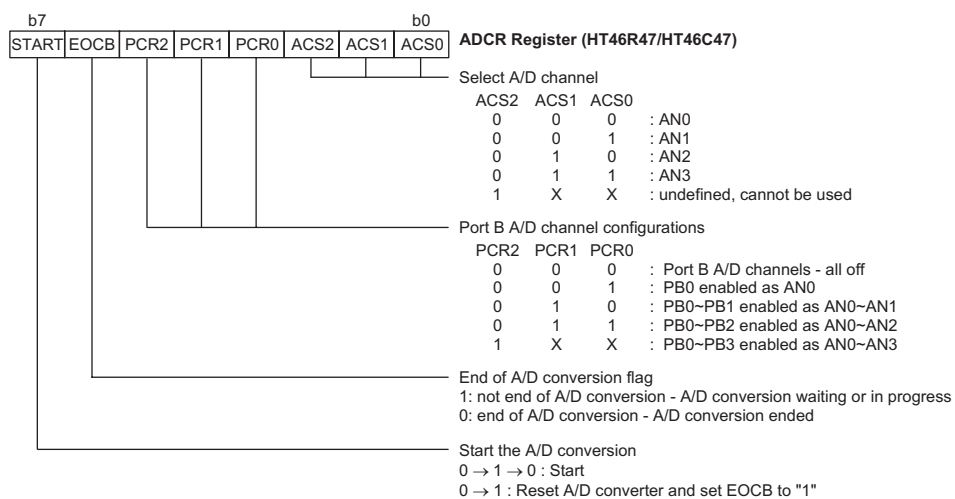 b7 b0
START EOCB PCR2 PCR1 PCR0 ACS2 ACS1 ACS0 ADCR Register (HT46R47/HT46C47)
Select A/D channel
ACS2 ACS1 ACS0
0 0 0 : AN0
0 0 1 : AN1
0 1 0 : AN2
0 1 1 : AN3
1 X X : undefined, cannot be used
Port B A/D channel configurations
PCR2 PCR1 PCR0
0 0 0 : Port B A/D channels - all off
0 0 1 : PB0 enabled as AN0
0 1 0 : PB0~PB1 enabled as AN0~AN1
0 1 1 : PB0~PB2 enabled as AN0~AN2
1 X X : PB0~PB3 enabled as AN0~AN3
End of A/D conversion flag
1: not end of A/D conversion - A/D conversion waiting or in progress
0: end of A/D conversion - A/D conversion ended
Start the A/D conversion
0 → 1 → 0 : Start
0 → 1 : Reset A/D converter and set EOCB to "1"